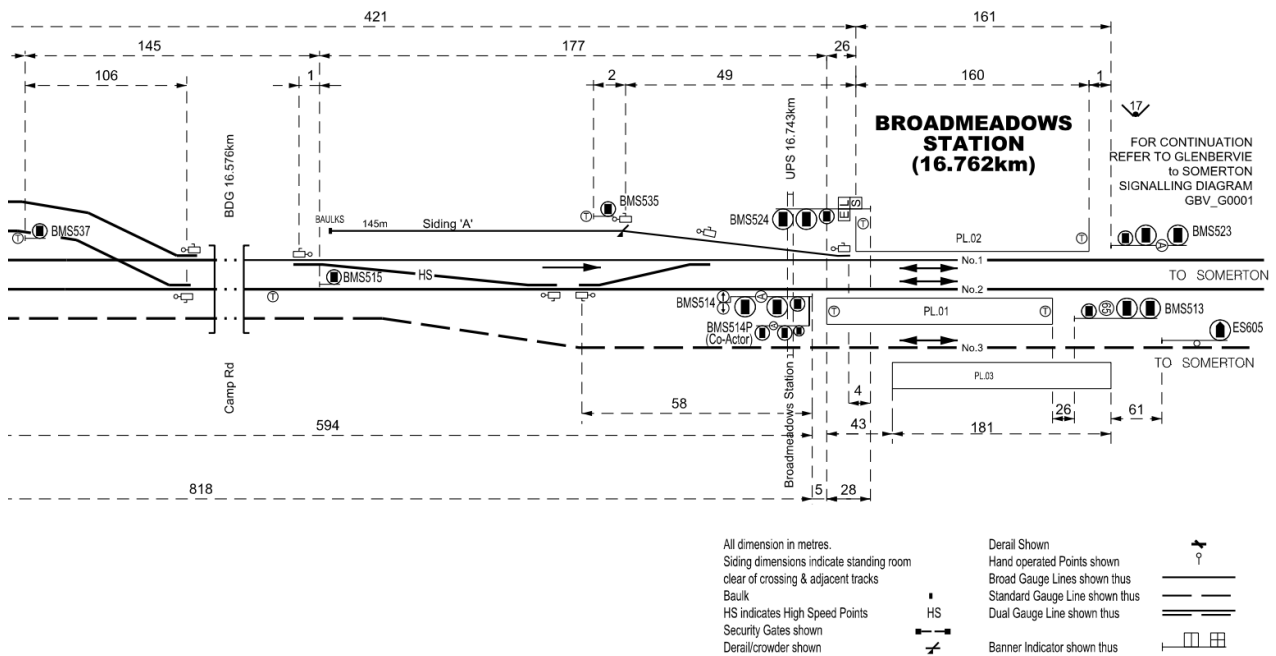 421
161
145
177
26
106
1
2
49
160
1
17
BROADMEADOWS
STATION
(16.762km)
FOR CONTINUATION
REFER TO GLENBERVIE
to SOMERTON
SIGNALLING DIAGRAM
GBV_G0001
BDG 16.576km
UPS 16.743km
BMS537
T
BAULKS
145m
Siding 'A'
T
BMS535
BMS524
E L
S
T
PL.02
T
BMS523
A
BMS515
HS
No.1
TO SOMERTON
No.2
T
BMS514
A
BMS514P
(Co-Actor)
A
T
PL.01
T
69
BMS513
ES605
No.3
TO SOMERTON
PL.03
Camp Rd
Broadmeadows Station
58
4
26
61
594
43
181
818
5
28
All dimension in metres.
Siding dimensions indicate standing room
clear of crossing & adjacent tracks
Baulk
HS indicates High Speed Points HS
Security Gates shown
Derail/crowder shown
Derail Shown
Hand operated Points shown
Broad Gauge Lines shown thus
Standard Gauge Line shown thus
Dual Gauge Line shown thus
Banner Indicator shown thus